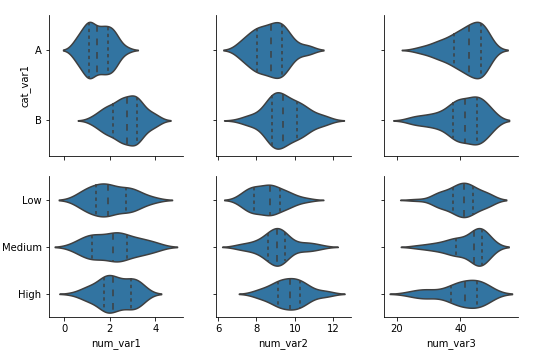 A
cat_var1
B
Low
Medium
High
0 2 4
6 8 10 12
20 40
num_var1
num_var2
num_var3